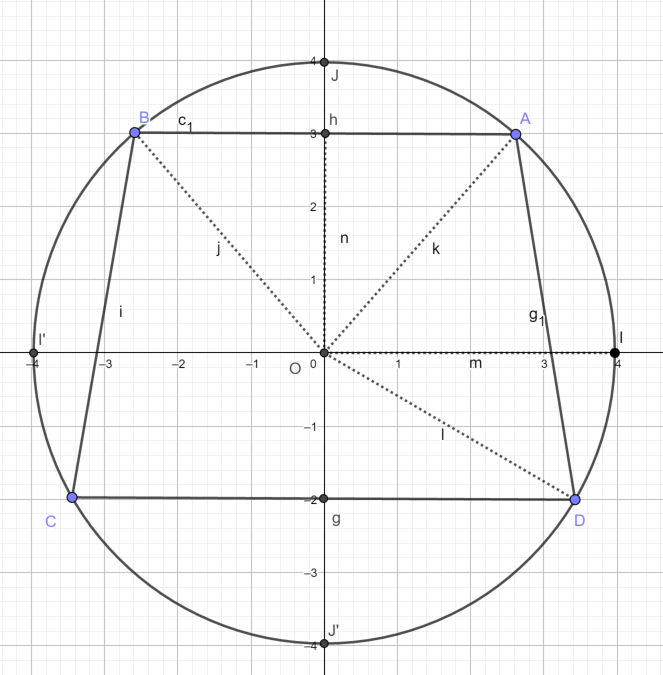 4
J
B
c₁
h
A
3
2
n
j
k
1
i
g₁
I'
I
–4
–3
–2
–1
O
0
1
m
3
4
–1
l
–2
C
g
D
–3
J'
–4